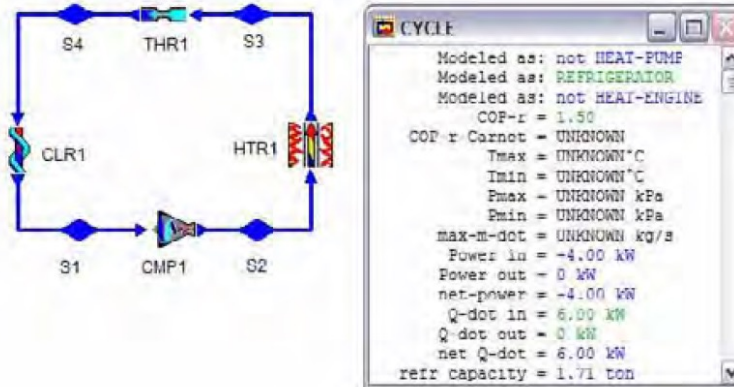 S4
THR1
S3
CLR1
HTR1
S1
CMP1
S2
CYCLE
Modeled as: not HEAT-PUMP
Modeled as: REFRIGERATOR
Modeled as: not HEAT-ENGINE
COP-r = 1.50
COP r Carnot = UNKNOWN
Tmax = UNKNOWN°C
Tmin = UNKNOWN°C
Pmax = UNKNOWN kPa
Pmin = UNKNOWN kPa
max-m-dot = UNKNOWN kg/s
Power in = -4.00 kW
Power out = 0 kW
net-power = -4.00 kW
Q-dot in = 6.00 kW
Q-dot out = 0 kW
net Q-dot = 6.00 kW
refr capacity = 1.71 ton